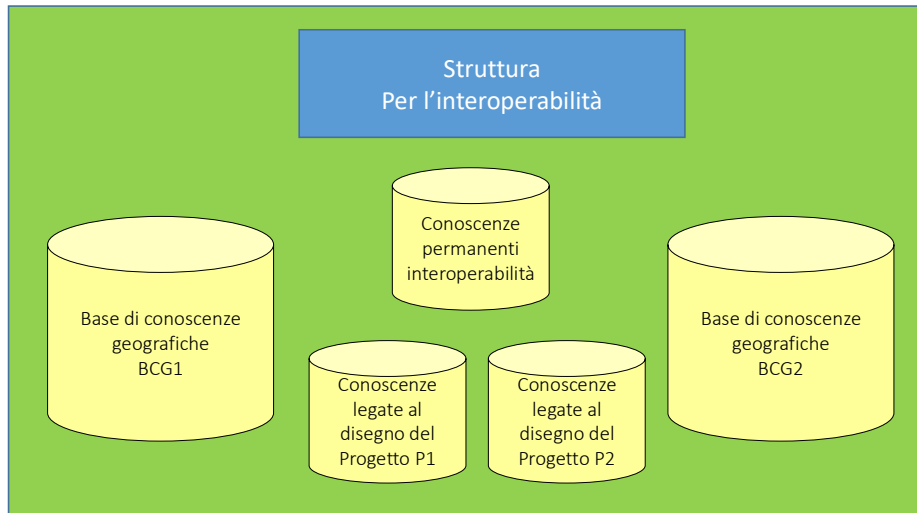 Struttura
Per l’interoperabilità
Conoscenze
permanenti
interoperabilità
Base di conoscenze
geografiche
BCG1
Base di conoscenze
geografiche
BCG2
Conoscenze
legate al
disegno del
Progetto P1
Conoscenze
legate al
disegno del
Progetto P2